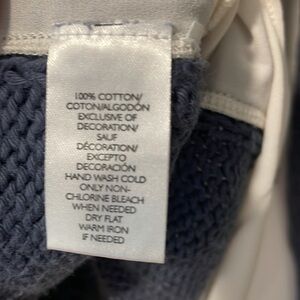 100% COTTON/
COTON/ALGODÓN
EXCLUSIVE OF
DECORATION/
SAUF
DÉCORATION/
EXCEPTO
DECORACIÓN
HAND WASH COLD
ONLY NON-
CHLORINE BLEACH
WHEN NEEDED
DRY FLAT
WARM IRON
IF NEEDED